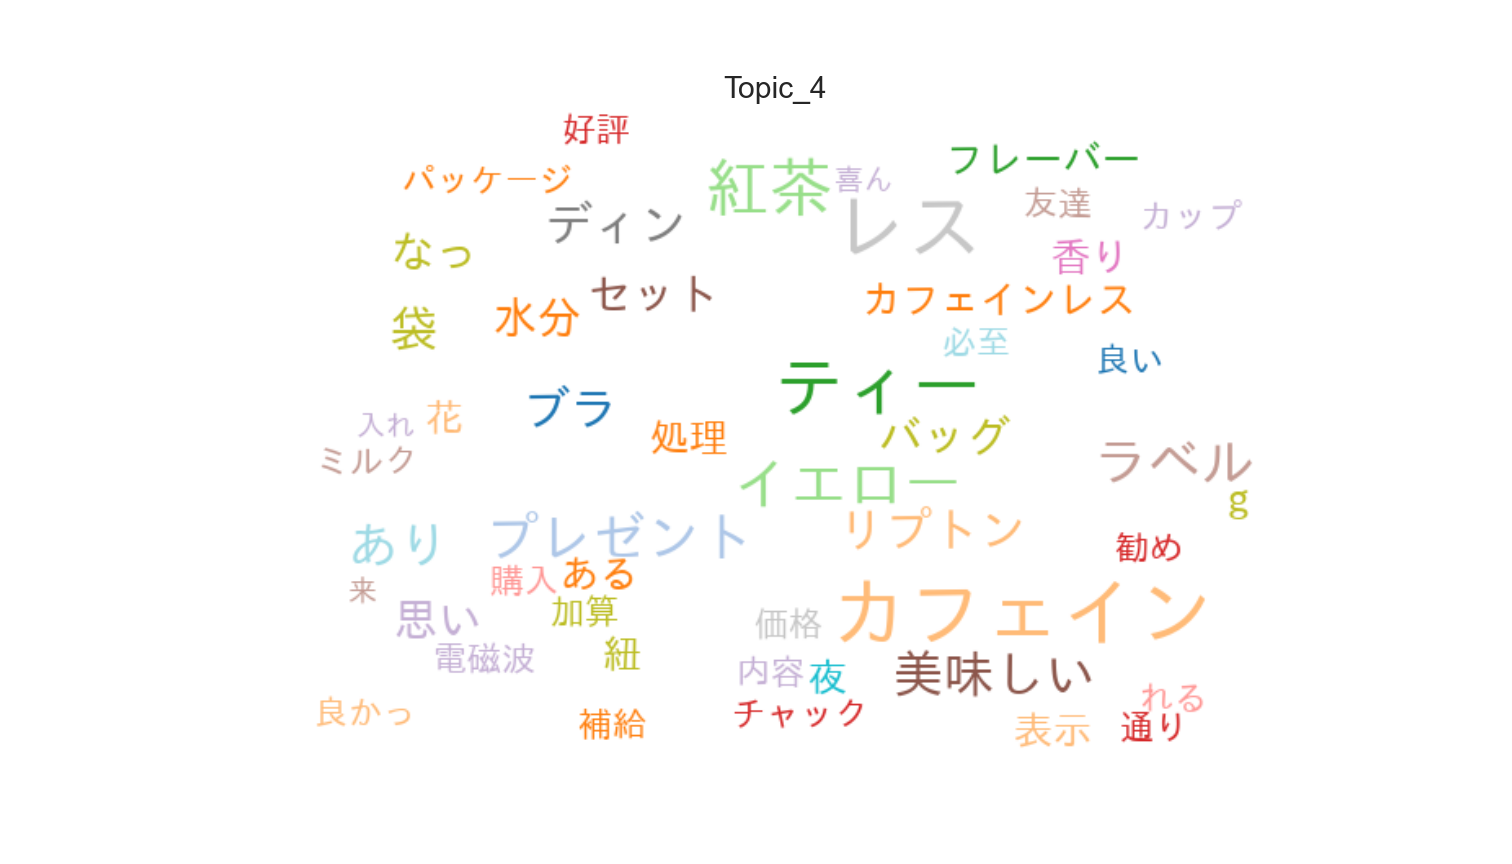 Topic_4
好評
フレーバー
パッケージ
紅茶
喜ん
友達
カップ
ディン
レス
なっ
香り
セット
カフェインレス
水分
袋
必至
良い
ティー
ブラ
入れ
花
処理
バッグ
ミルク
ラベル
イエロー
g
プレゼント
リプトン
あり
勧め
購入
ある
来
思い
加算
価格
カフェイン
電磁波
紐
内容
夜
美味しい
れる
良かっ
補給
チャック
表示
通り